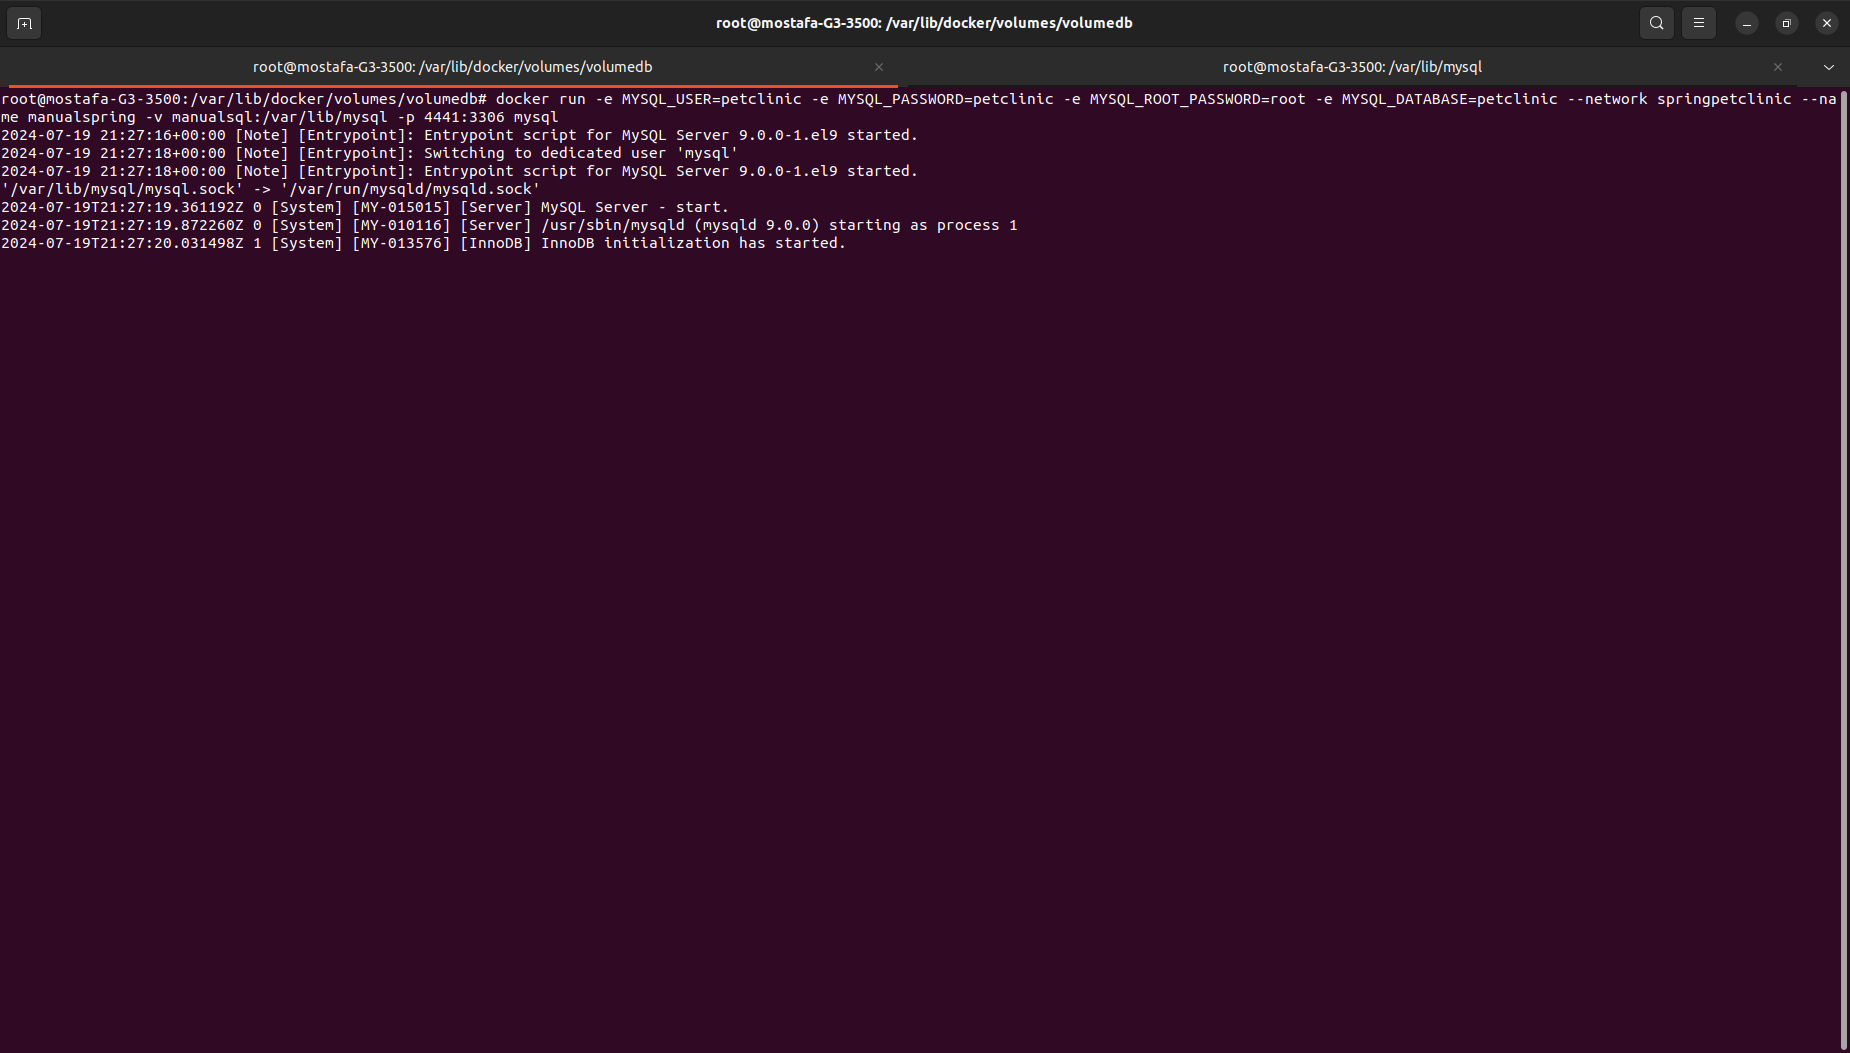 root@mostafa-G3-3500: /var/lib/docker/volumes/volumedb
root@mostafa-G3-3500: /var/lib/docker/volumes/volumedb
root@mostafa-G3-3500: /var/lib/mysql
root@mostafa-G3-3500:/var/lib/docker/volumes/volumedb# docker run -e MYSQL_USER=petclinic -e MYSQL_PASSWORD=petclinic -e MYSQL_ROOT_PASSWORD=root -e MYSQL_DATABASE=petclinic --network springpetclinic --na
me manualspring -v manualsql:/var/lib/mysql -p 4441:3306 mysql
2024-07-19 21:27:16+00:00 [Note] [Entrypoint]: Entrypoint script for MySQL Server 9.0.0-1.el9 started.
2024-07-19 21:27:18+00:00 [Note] [Entrypoint]: Switching to dedicated user 'mysql'
2024-07-19 21:27:18+00:00 [Note] [Entrypoint]: Entrypoint script for MySQL Server 9.0.0-1.el9 started.
'/var/lib/mysql/mysql.sock' -> '/var/run/mysqld/mysqld.sock'
2024-07-19T21:27:19.361192Z 0 [System] [MY-015015] [Server] MySQL Server - start.
2024-07-19T21:27:19.872260Z 0 [System] [MY-010116] [Server] /usr/sbin/mysqld (mysqld 9.0.0) starting as process 1
2024-07-19T21:27:20.031498Z 1 [System] [MY-013576] [InnoDB] InnoDB initialization has started.